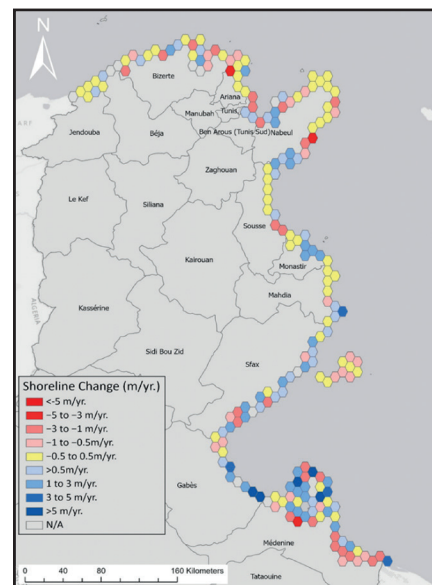 N
Bizerte
Ariana
Tunis
Manubah
Jendouba
Béja
Ben Arous (Tunis Sud)
Nabeul
Zaghouan
Le Kef
Siliana
Sousse
Kairouan
Monastir
Mahdia
Kassérine
Sidi Bou Zid
Sfax
ALGERIA
Shoreline Change (m/yr.)
<-5 m/yr.
-5 to -3 m/yr.
-3 to -1 m/yr.
-1 to -0.5m/yr.
-0.5 to 0.5m/yr.
>0.5m/yr.
1 to 3 m/yr.
3 to 5 m/yr.
>5 m/yr.
N/A
Gabès
Médenine
Tataouine
0 40 80 160 Kilometers